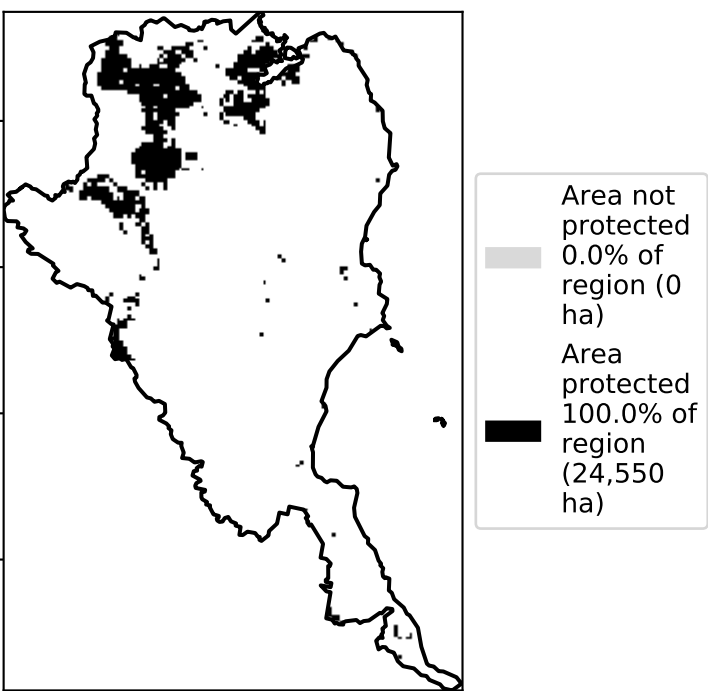 Area not
protected
0.0% of
region (0
ha)
Area
protected
100.0% of
region
(24,550
ha)